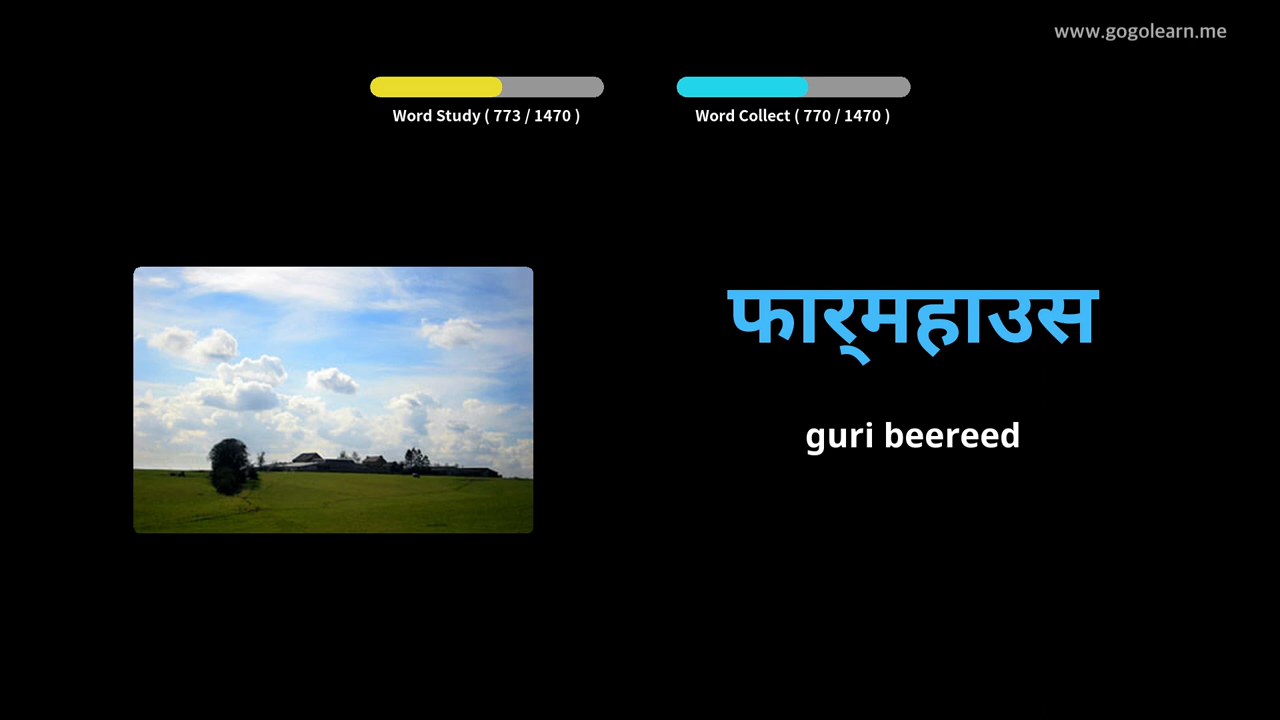 www.gogolearn.me
Word Study ( 773 / 1470 )
Word Collect ( 770 / 1470 )
फार्‌महाउस
guri beereed